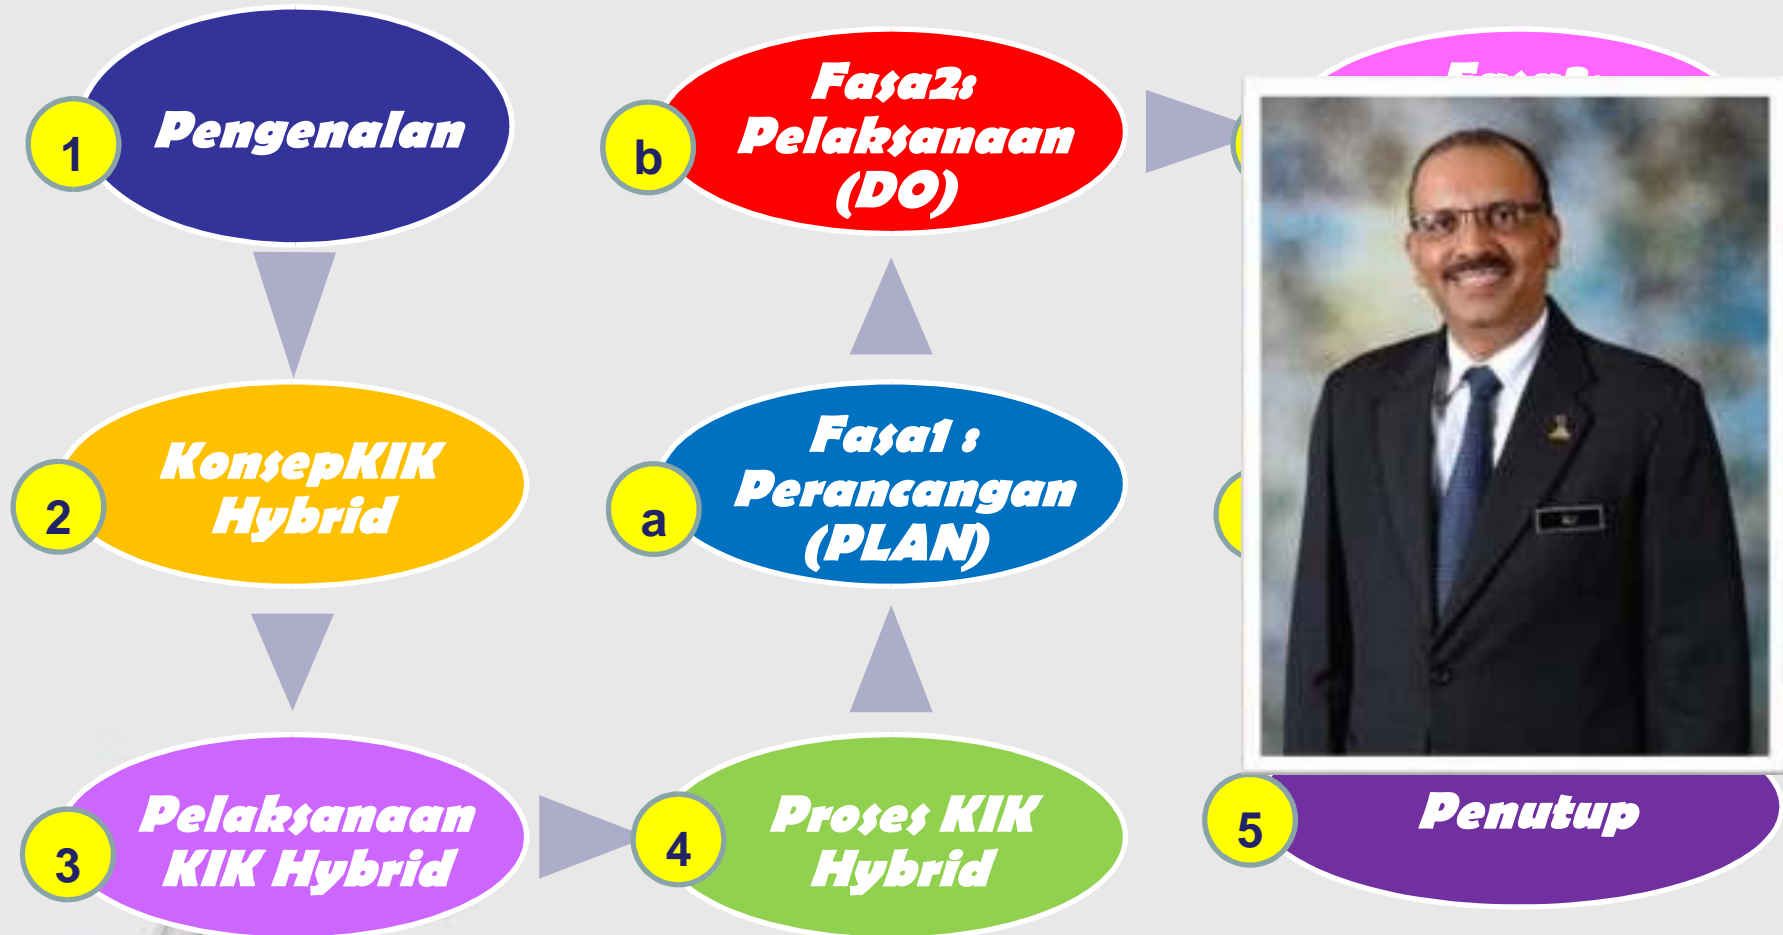 1
Pengenalan
2
KonsepKIK
Hybrid
3
Pelaksanaan
KIK Hybrid
4
Proses KIK
Hybrid
a
Fasa1 :
Perancangan
(PLAN)
b
Fasa2:
Pelaksanaan
(DO)
5
Penutup